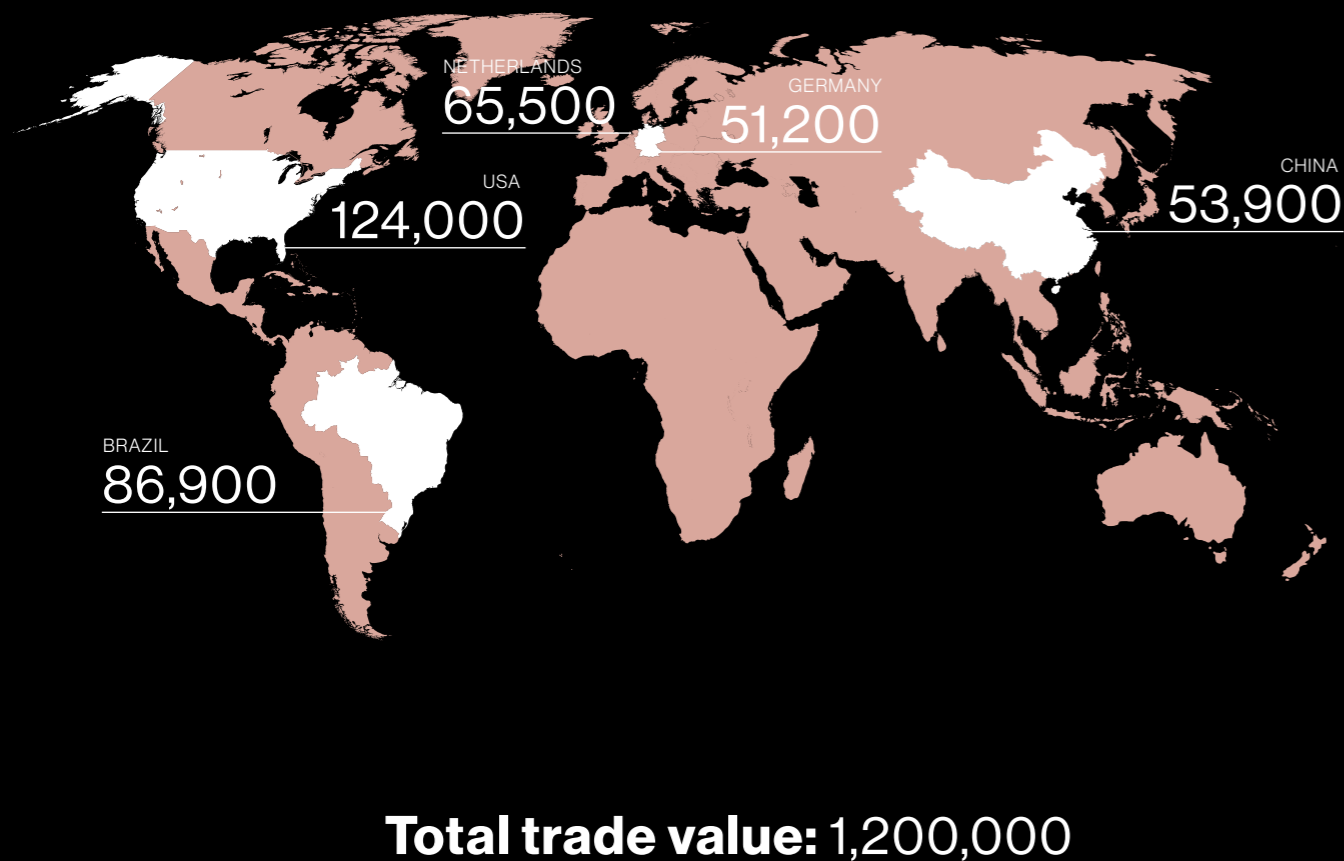 NETHERLANDS
65,500
GERMANY
51,200
USA
124,000
CHINA
53,900
BRAZIL
86,900
Total trade value: 1,200,000